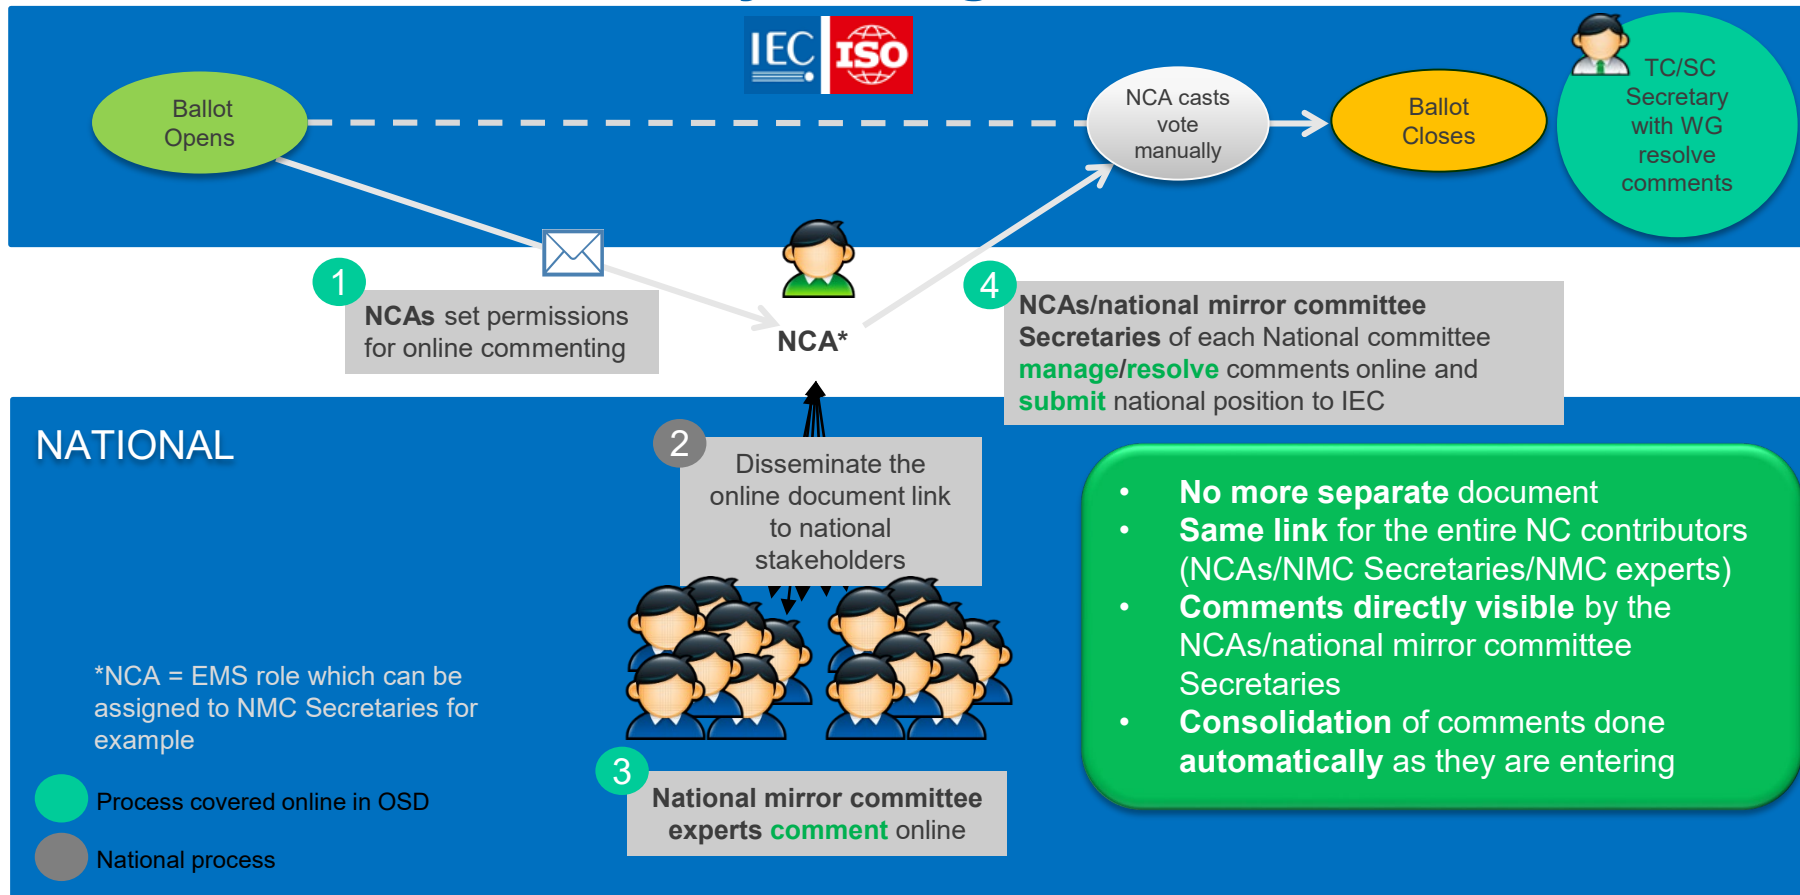 IEC ISO
Ballot
Opens
NCA casts
vote
manually
Ballot
Closes
TC/SC
Secretary
with WG
resolve
comments
1
NCAs set permissions
for online commenting
NCA*
4
NCAs/national mirror committee
Secretaries of each National committee
manage/resolve comments online and
submit national position to IEC
NATIONAL
2
Disseminate the
online document link
to national
stakeholders
• No more separate document
• Same link for the entire NC contributors
(NCAs/NMC Secretaries/NMC experts)
• Comments directly visible by the
NCAs/national mirror committee
Secretaries
• Consolidation of comments done
automatically as they are entering
*NCA = EMS role which can be
assigned to NMC Secretaries for
example
3
National mirror committee
experts comment online
Process covered online in OSD
National process